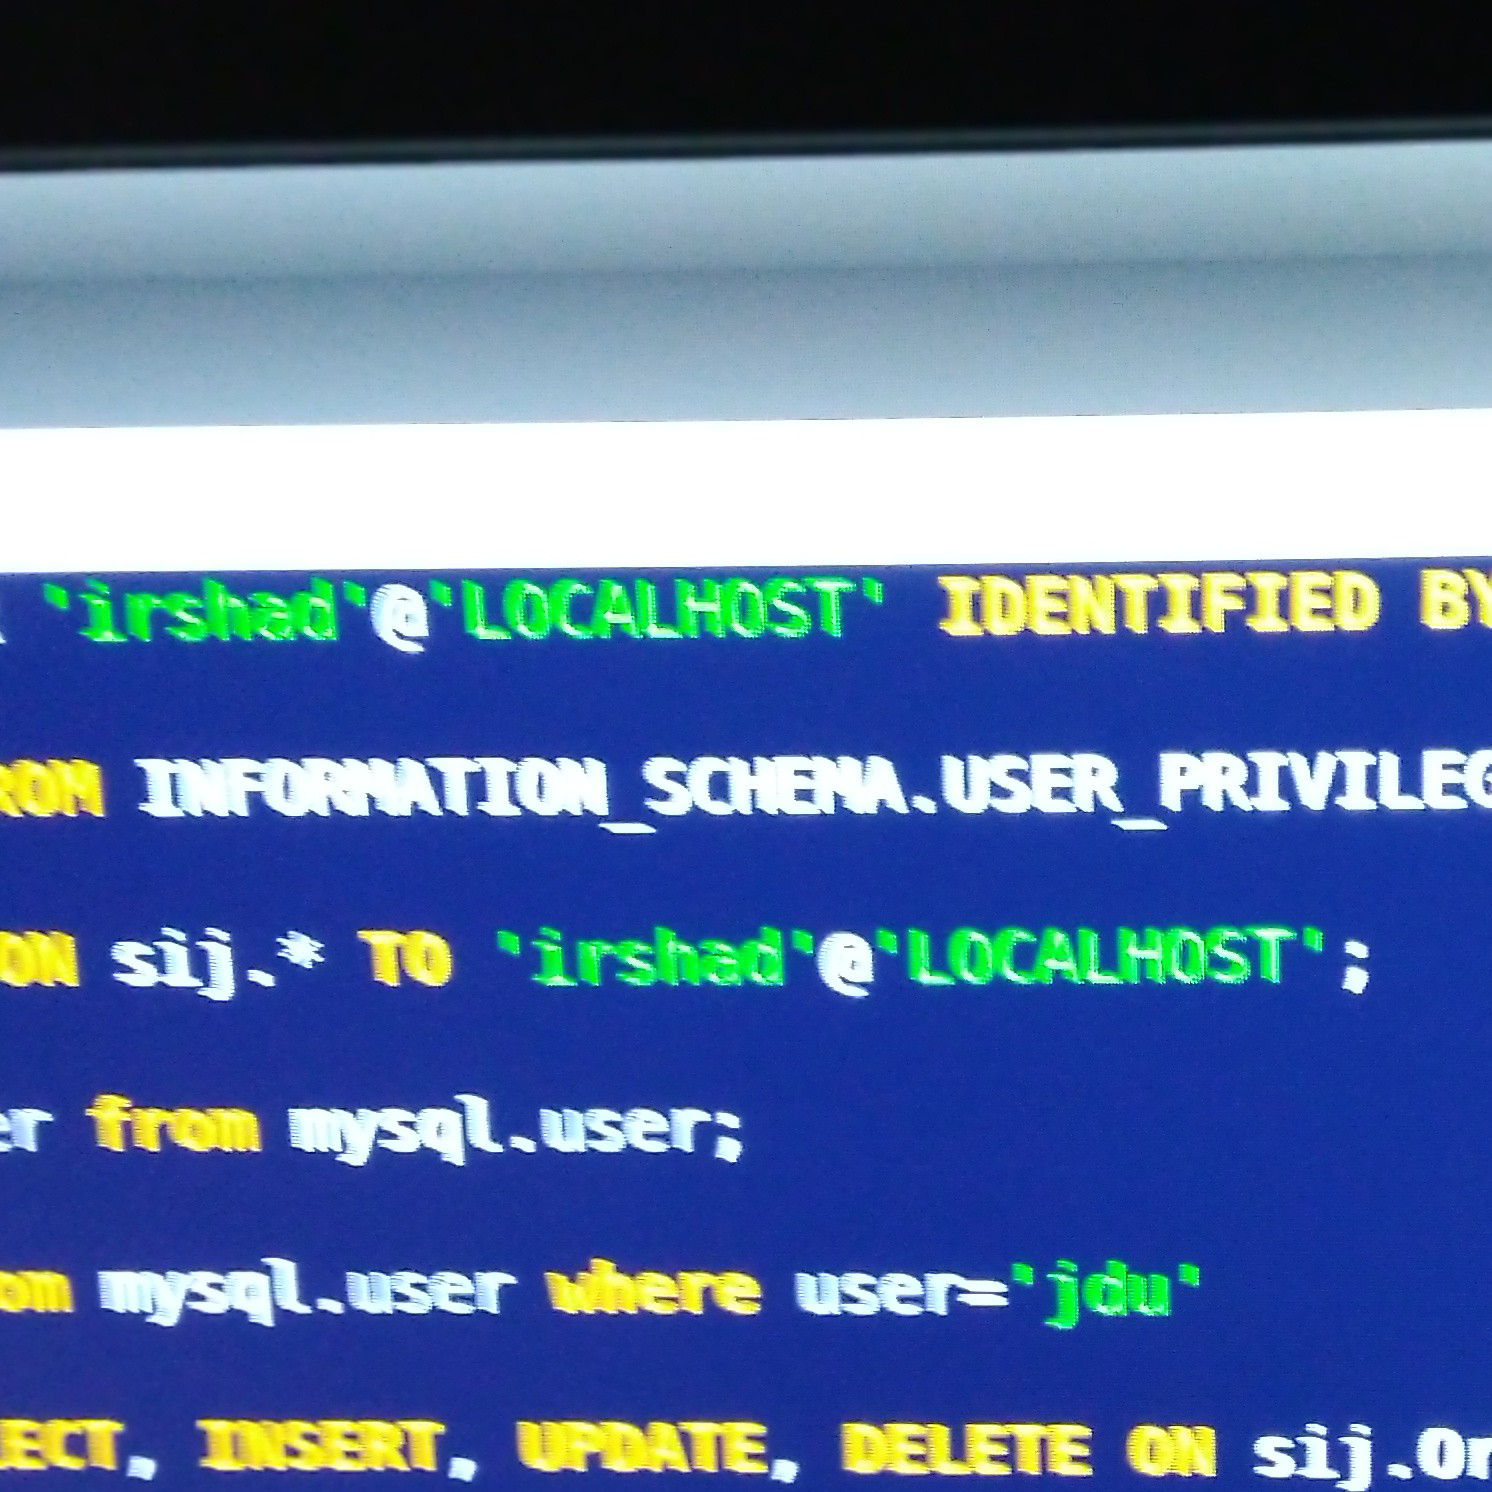 'irshad'@'LOCALHOST' IDENTIFIED BY
ROM INFORMATION_SCHEMA.USER_PRIVILEG
ON sij.* TO 'irshad'@'LOCALHOST';
er from mysql.user;
om mysql.user where user='jdu'
LECT, INSERT, UPDATE, DELETE ON sij.Or